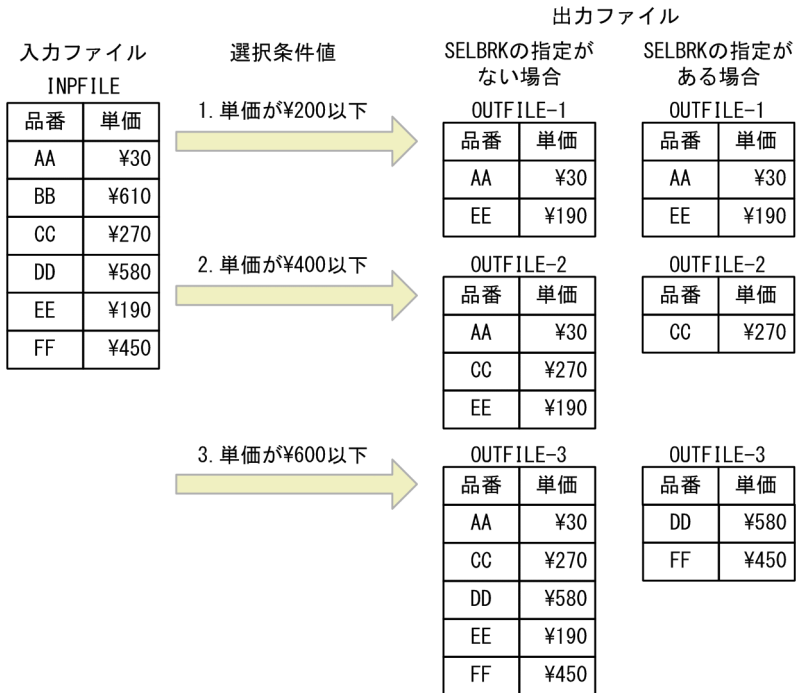 出力ファイル
入力ファイル
INPFILE
品番 単価
AA ¥30
BB ¥610
CC ¥270
DD ¥580
EE ¥190
FF ¥450
選択条件値
1. 単価が¥200以下
2. 単価が¥400以下
3. 単価が¥600以下
SELBRKの指定が
ない場合
OUTFILE-1
品番 単価
AA ¥30
EE ¥190
OUTFILE-2
品番 単価
AA ¥30
CC ¥270
EE ¥190
OUTFILE-3
品番 単価
AA ¥30
CC ¥270
DD ¥580
EE ¥190
FF ¥450
SELBRKの指定が
ある場合
OUTFILE-1
品番 単価
AA ¥30
EE ¥190
OUTFILE-2
品番 単価
CC ¥270
OUTFILE-3
品番 単価
DD ¥580
FF ¥450